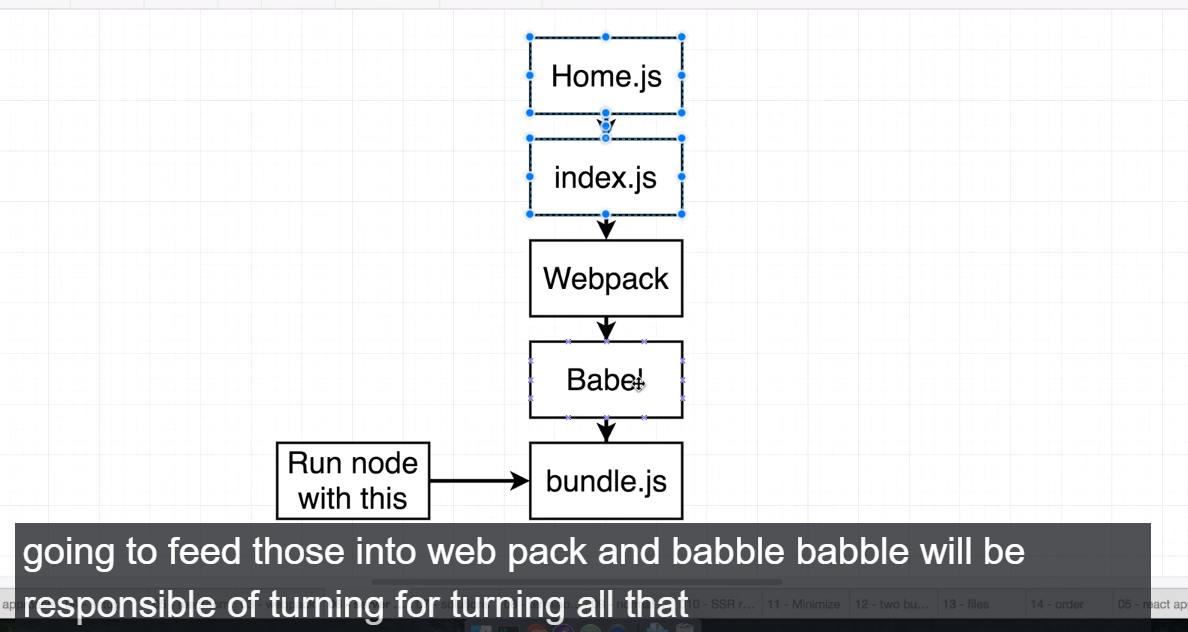 Home.js
index.js
Webpack
Babel
bundle.js
Run node
with this
going to feed those into web pack and babble babble will be
responsible of turning for turning all that
10 - SSR r... 11 - Minimize 12 - two bu... 13 - files 14 - order 05 - react ap